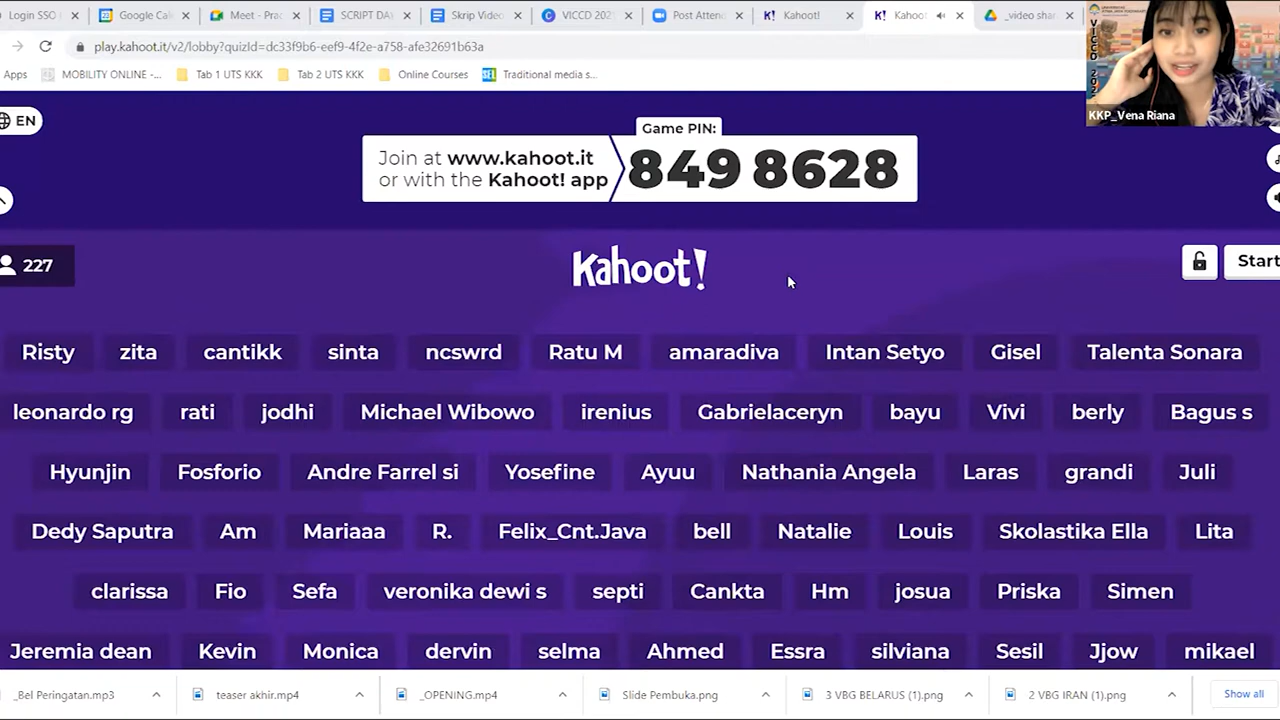 Login SSO
Google Cal
Meet - Prac
SCRIPT DAY
Skrip Video
VICCD 202
Post Attend
Kahoot!
Kahoot
_video shar
play.kahoot.it/v2/lobby?quizId=dc33f9b6-eef9-4f2e-a758-afe32691b63a
Apps
MOBILITY ONLINE -...
Tab 1 UTS KKK
Tab 2 UTS KKK
Online Courses
SEL Traditional media s...
KKP_Vena Riana
EN
Game PIN:
Join at www.kahoot.it
or with the Kahoot! app
849 8628
227
Kahoot!
Start
Risty zita cantikk sinta ncswrd Ratu M amaradiva Intan Setyo Gisel Talenta Sonara
leonardo rg rati jodhi Michael Wibowo irenius Gabrielaceryn bayu Vivi berly Bagus s
Hyunjin Fosforio Andre Farrel si Yosefine Ayuu Nathania Angela Laras grandi Juli
Dedy Saputra Am Mariaaa R. Felix_Cnt.Java bell Natalie Louis Skolastika Ella Lita
clarissa Fio Sefa veronika dewi s septi Cankta Hm josua Priska Simen
Jeremia dean Kevin Monica dervin selma Ahmed Essra silviana Sesil Jjow mikael
_Bel Peringatan.mp3
teaser akhir.mp4
_OPENING.mp4
Slide Pembuka.png
3 VBG BELARUS (1).png
2 VBG IRAN (1).png
Show all